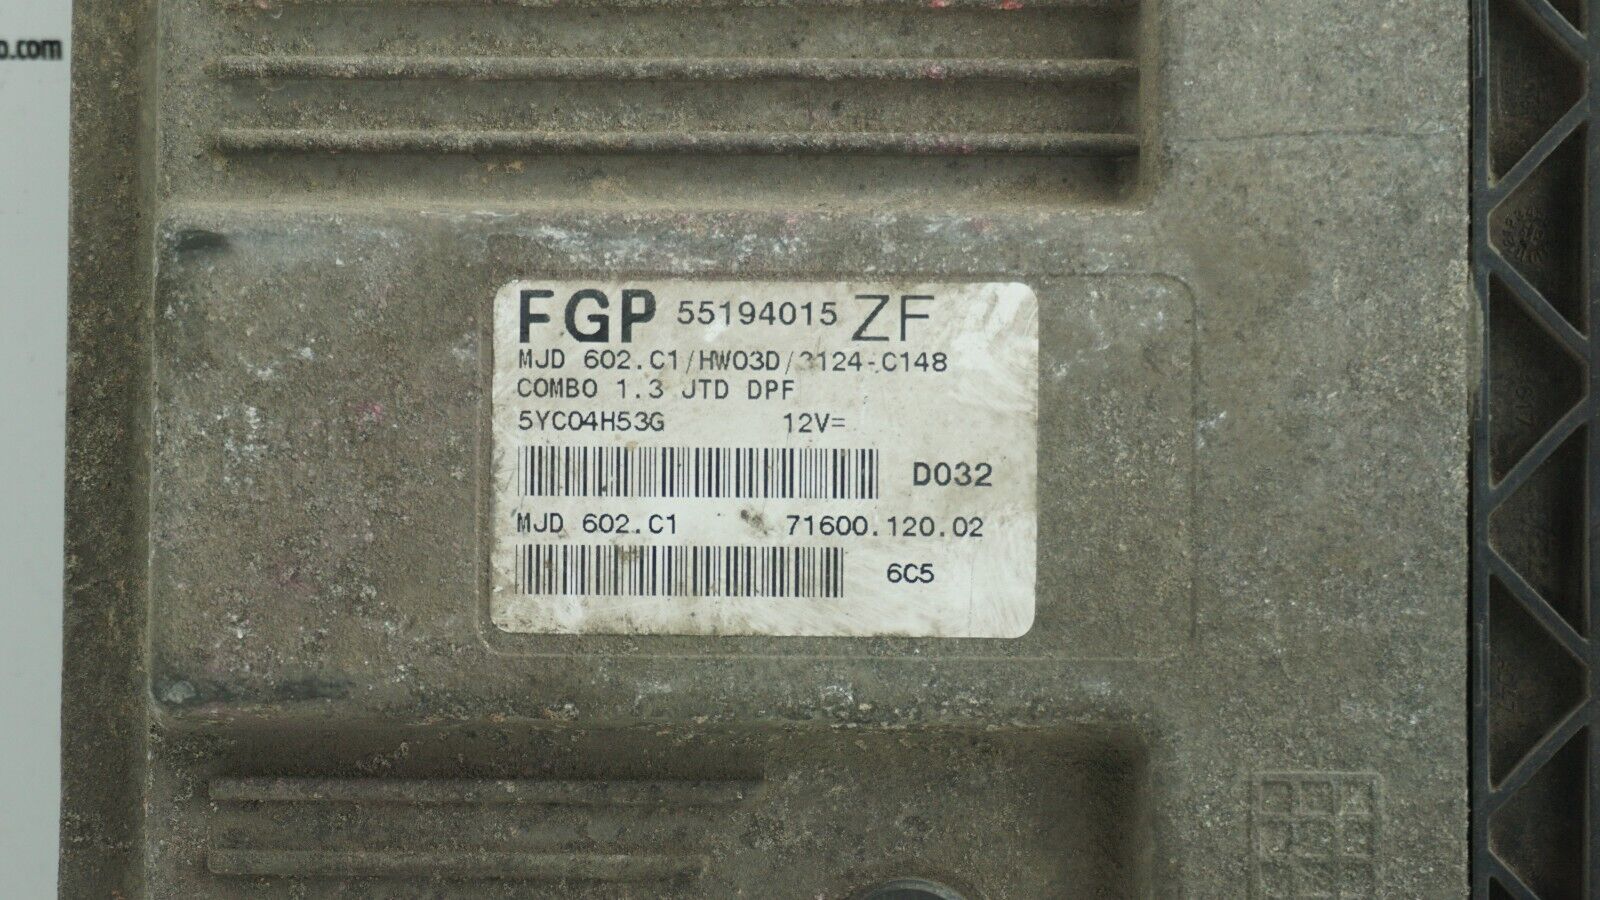 o.com
FGP 55194015 ZF
MJD 602.C1/HW03D/3124-C148
COMBO 1.3 JTD DPF
5YC04H53G 12V=
D032
MJD 602.C1 71600.120.02
6C5